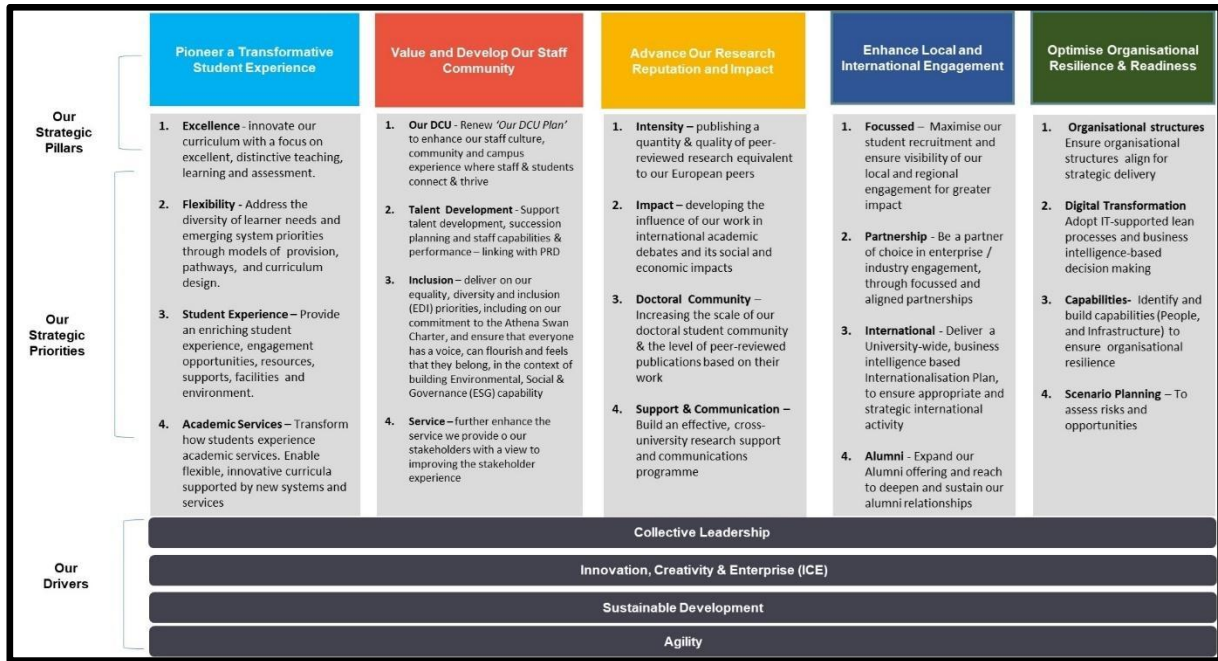 Our
Strategic
Pillars
Our
Strategic
Priorities
Our
Drivers
Pioneer a Transformative
Student Experience
1. Excellence - innovate our
curriculum with a focus on
excellent, distinctive teaching,
learning and assessment.
2. Flexibility - Address the
diversity of learner needs and
emerging system priorities
through models of provision,
pathways, and curriculum
design.
3. Student Experience – Provide
an enriching student
experience, engagement
opportunities, resources,
supports, facilities and
environment.
4. Academic Services – Transform
how students experience
academic services. Enable
flexible, innovative curricula
supported by new systems and
services
Value and Develop Our Staff
Community
1. Our DCU - Renew 'Our DCU Plan'
to enhance our staff culture,
community and campus
experience where staff & students
connect & thrive
2. Talent Development - Support
talent development, succession
planning and staff capabilities &
performance – linking with PRD
3. Inclusion – deliver on our
equality, diversity and inclusion
(EDI) priorities, including on our
commitment to the Athena Swan
Charter, and ensure that everyone
has a voice, can flourish and feels
that they belong, in the context of
building Environmental, Social &
Governance (ESG) capability
4. Service – further enhance the
service we provide o our
stakeholders with a view to
improving the stakeholder
experience
Advance Our Research
Reputation and Impact
1. Intensity – publishing a
quantity & quality of peer-
reviewed research equivalent
to our European peers
2. Impact – developing the
influence of our work in
international academic
debates and its social and
economic impacts
3. Doctoral Community –
Increasing the scale of our
doctoral student community
& the level of peer-reviewed
publications based on their
work
4. Support & Communication –
Build an effective, cross-
university research support
and communications
programme
Enhance Local and
International Engagement
1. Focussed – Maximise our
student recruitment and
ensure visibility of our
local and regional
engagement for greater
impact
2. Partnership - Be a partner
of choice in enterprise /
industry engagement,
through focussed and
aligned partnerships
3. International - Deliver a
University-wide, business
intelligence based
Internationalisation Plan,
to ensure appropriate and
strategic international
activity
4. Alumni - Expand our
Alumni offering and reach
to deepen and sustain our
alumni relationships
Optimise Organisational
Resilience & Readiness
1. Organisational structures
Ensure organisational
structures align for
strategic delivery
2. Digital Transformation
Adopt IT-supported lean
processes and business
intelligence-based
decision making
3. Capabilities- Identify and
build capabilities (People,
and Infrastructure) to
ensure organisational
resilience
4. Scenario Planning – To
assess risks and
opportunities
Collective Leadership
Innovation, Creativity & Enterprise (ICE)
Sustainable Development
Agility